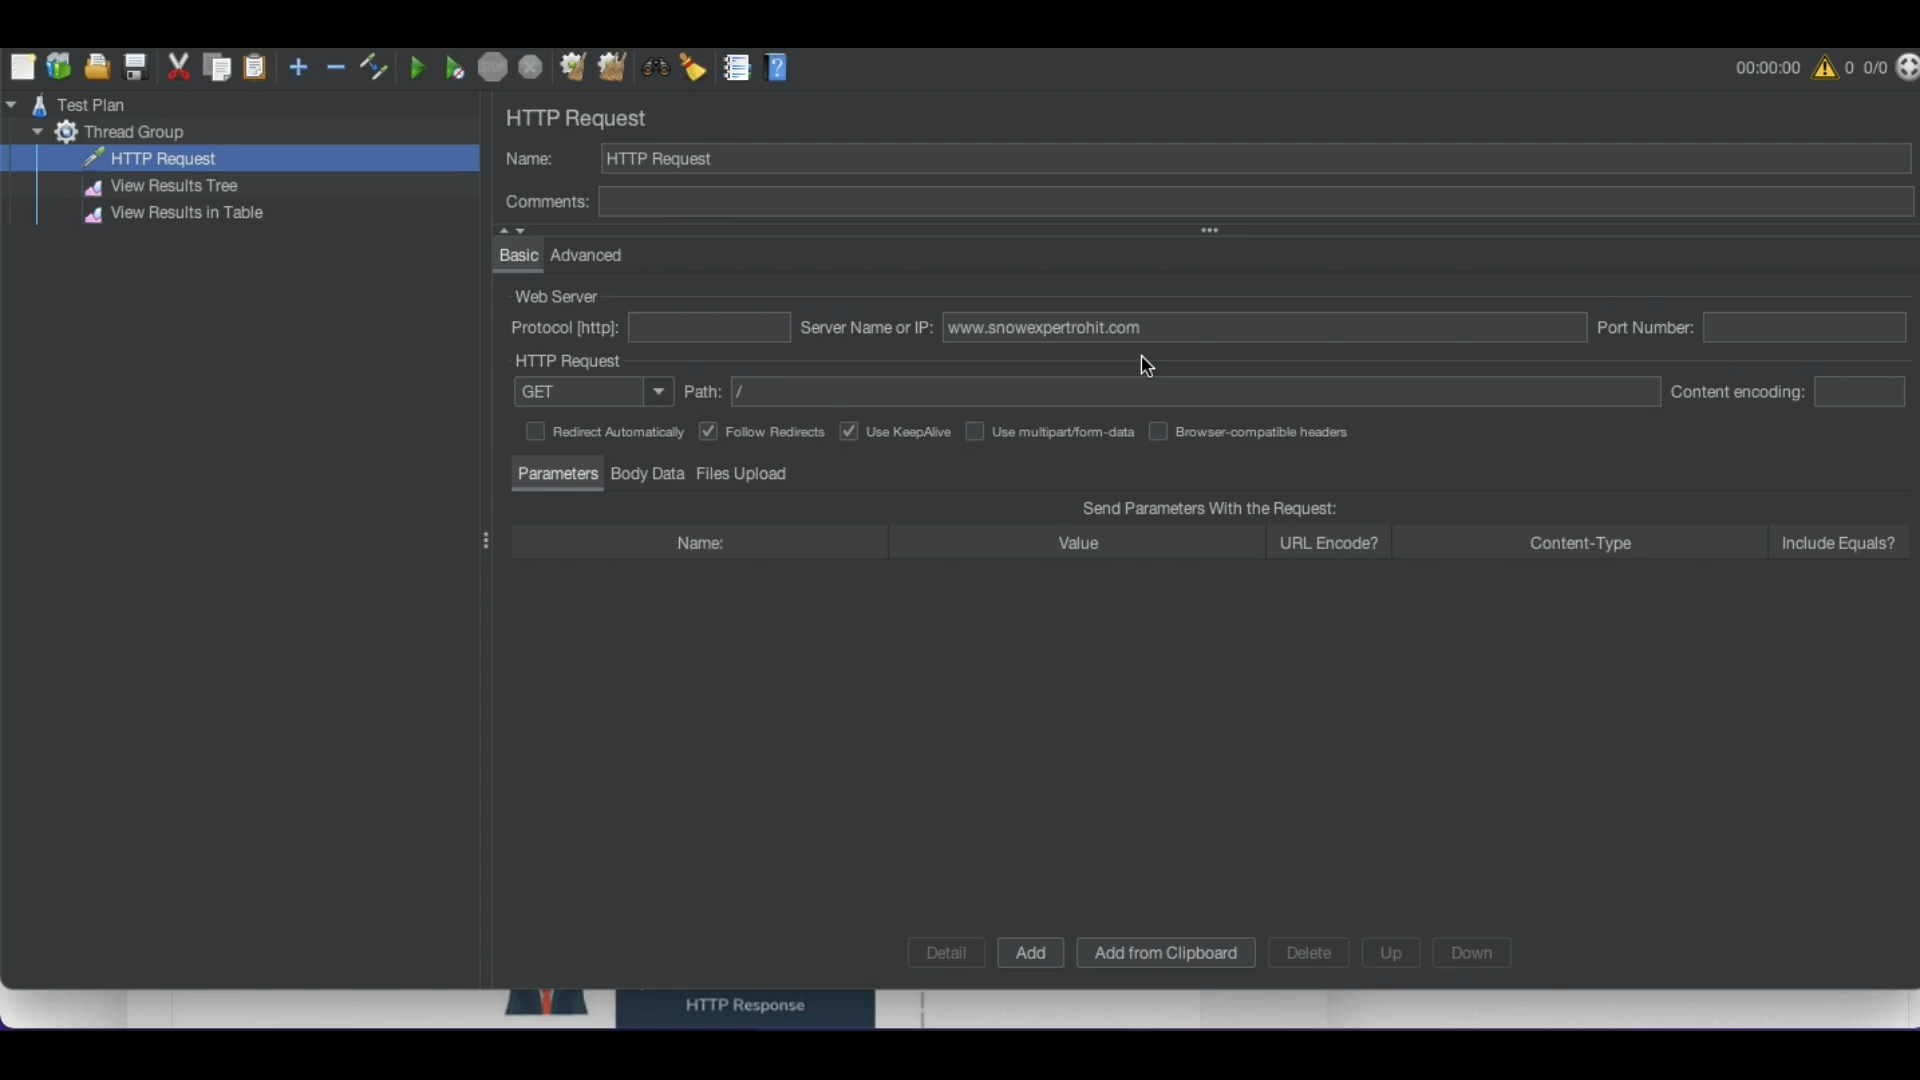 STOP
?
00:00:00
0
0/0
Test Plan
Thread Group
HTTP Request
View Results Tree
View Results in Table
HTTP Request
Name:
HTTP Request
Comments:
Basic
Advanced
Web Server
Protocol [http]:
Server Name or IP:
www.snowexpertrohit.com
Port Number:
HTTP Request
GET
Path:
/
Content encoding:
Redirect Automatically
Follow Redirects
Use KeepAlive
Use multipart/form-data
Browser-compatible headers
Parameters
Body Data
Files Upload
Send Parameters With the Request:
Name:
Value
URL Encode?
Content-Type
Include Equals?
Detail
Add
Add from Clipboard
Delete
Up
Down
HTTP Response